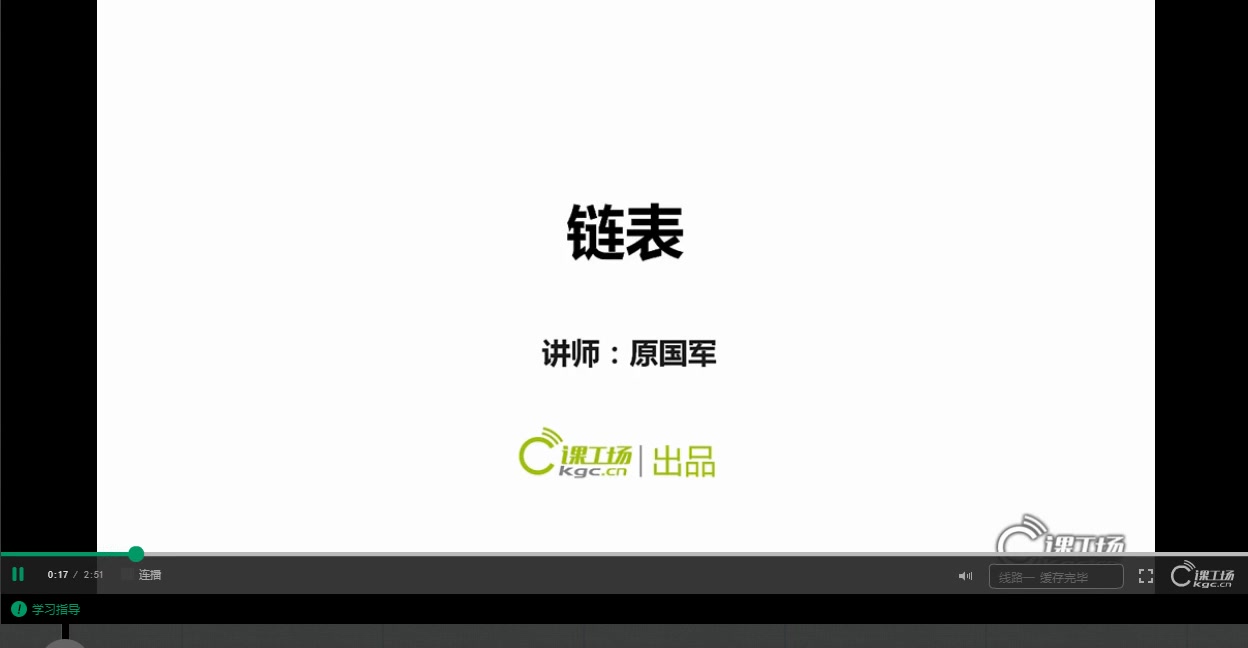 链表
讲师：原国军
课工场 出品
kgc.cn
课工场
0:17 / 2:51 连播
线路一 缓存完毕
课工场
kgc.cn
学习指导